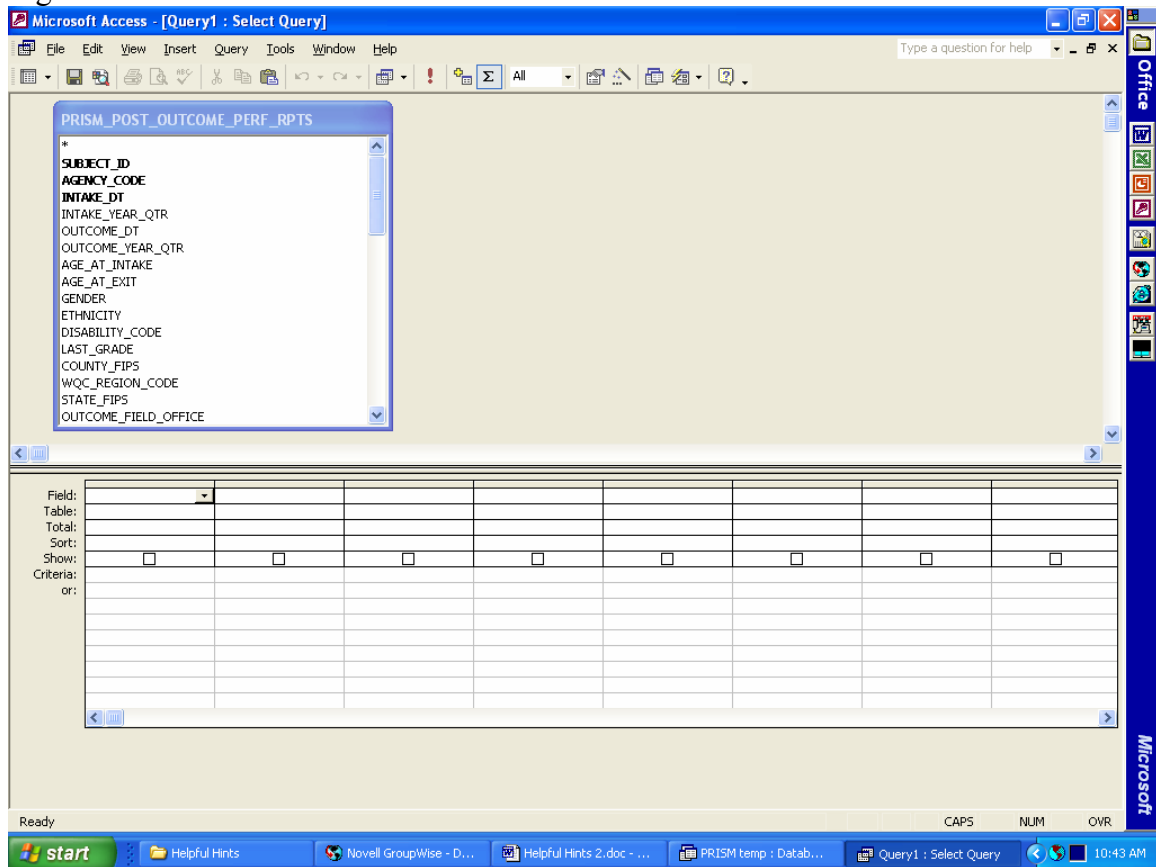 Microsoft Access - [Query1 : Select Query]
File Edit View Insert Query Tools Window Help Type a question for help
All
Office
PRISM_POST_OUTCOME_PERF_RPTS
*
SUBJECT_ID
AGENCY_CODE
INTAKE_DT
INTAKE_YEAR_QTR
OUTCOME_DT
OUTCOME_YEAR_QTR
AGE_AT_INTAKE
AGE_AT_EXIT
GENDER
ETHNICITY
DISABILITY_CODE
LAST_GRADE
COUNTY_FIPS
WQC_REGION_CODE
STATE_FIPS
OUTCOME_FIELD_OFFICE
Field:
Table:
Total:
Sort:
Show:
Criteria:
or:
Microsoft
Ready CAPS NUM OVR
start Helpful Hints Novell GroupWise - D... Helpful Hints 2.doc - ... PRISM temp : Datab... Query1 : Select Query 10:43 AM